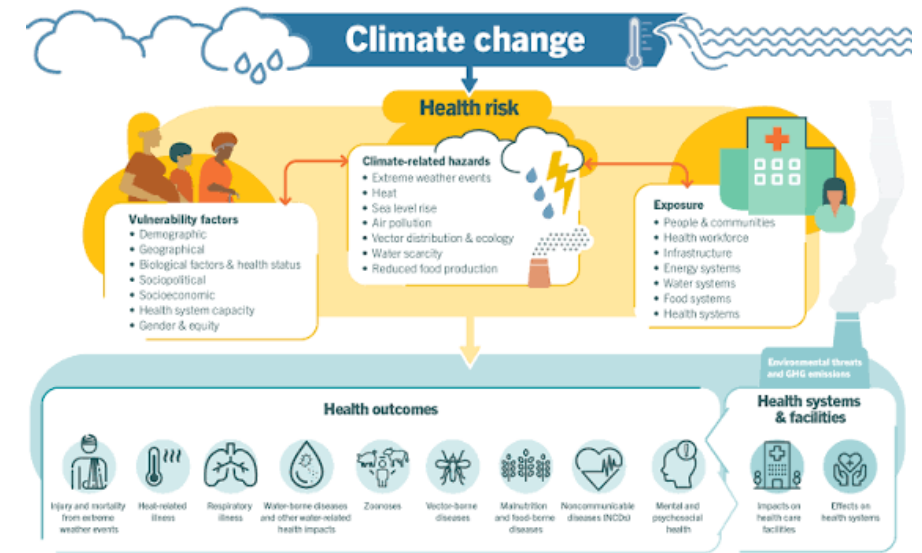 Climate change
Health risk
Vulnerability factors
• Demographic
• Geographical
• Biological factors & health status
• Sociopolitical
• Socioeconomic
• Health system capacity
• Gender & equity
Climate-related hazards
• Extreme weather events
• Heat
• Sea level rise
• Air pollution
• Vector distribution & ecology
• Water scarcity
• Reduced food production
Exposure
• People & communities
• Health workforce
• Infrastructure
• Energy systems
• Water systems
• Food systems
• Health systems
Environmental threats
and GHG emissions
Health outcomes
Injury and mortality
from extreme
weather events
Heat-related
illness
Respiratory
illness
Water-borne diseases
and other water-related
health impacts
Zoonoses
Vector-borne
diseases
Malnutrition
and food-borne
diseases
Noncommunicable
diseases (NCDs)
Mental and
psychosocial
health
Health systems
& facilities
Impacts on
health care
facilities
Effects on
health systems